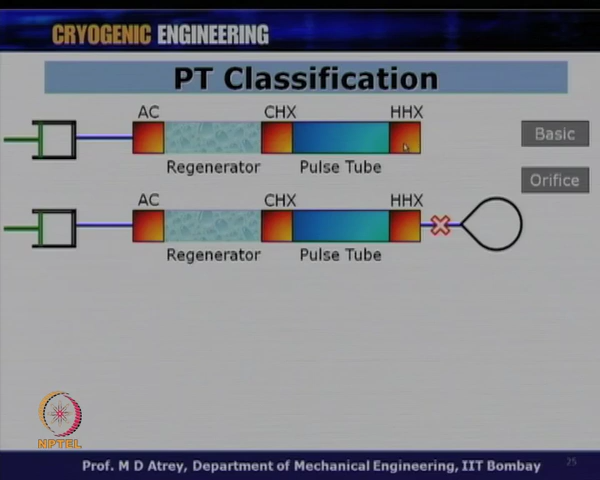 CRYOGENIC ENGINEERING
PT Classification
AC CHX HHX
Basic
Regenerator Pulse Tube
Orifice
AC CHX HHX
Regenerator Pulse Tube
NPTEL
Prof. M D Atrey, Department of Mechanical Engineering, IIT Bombay 25